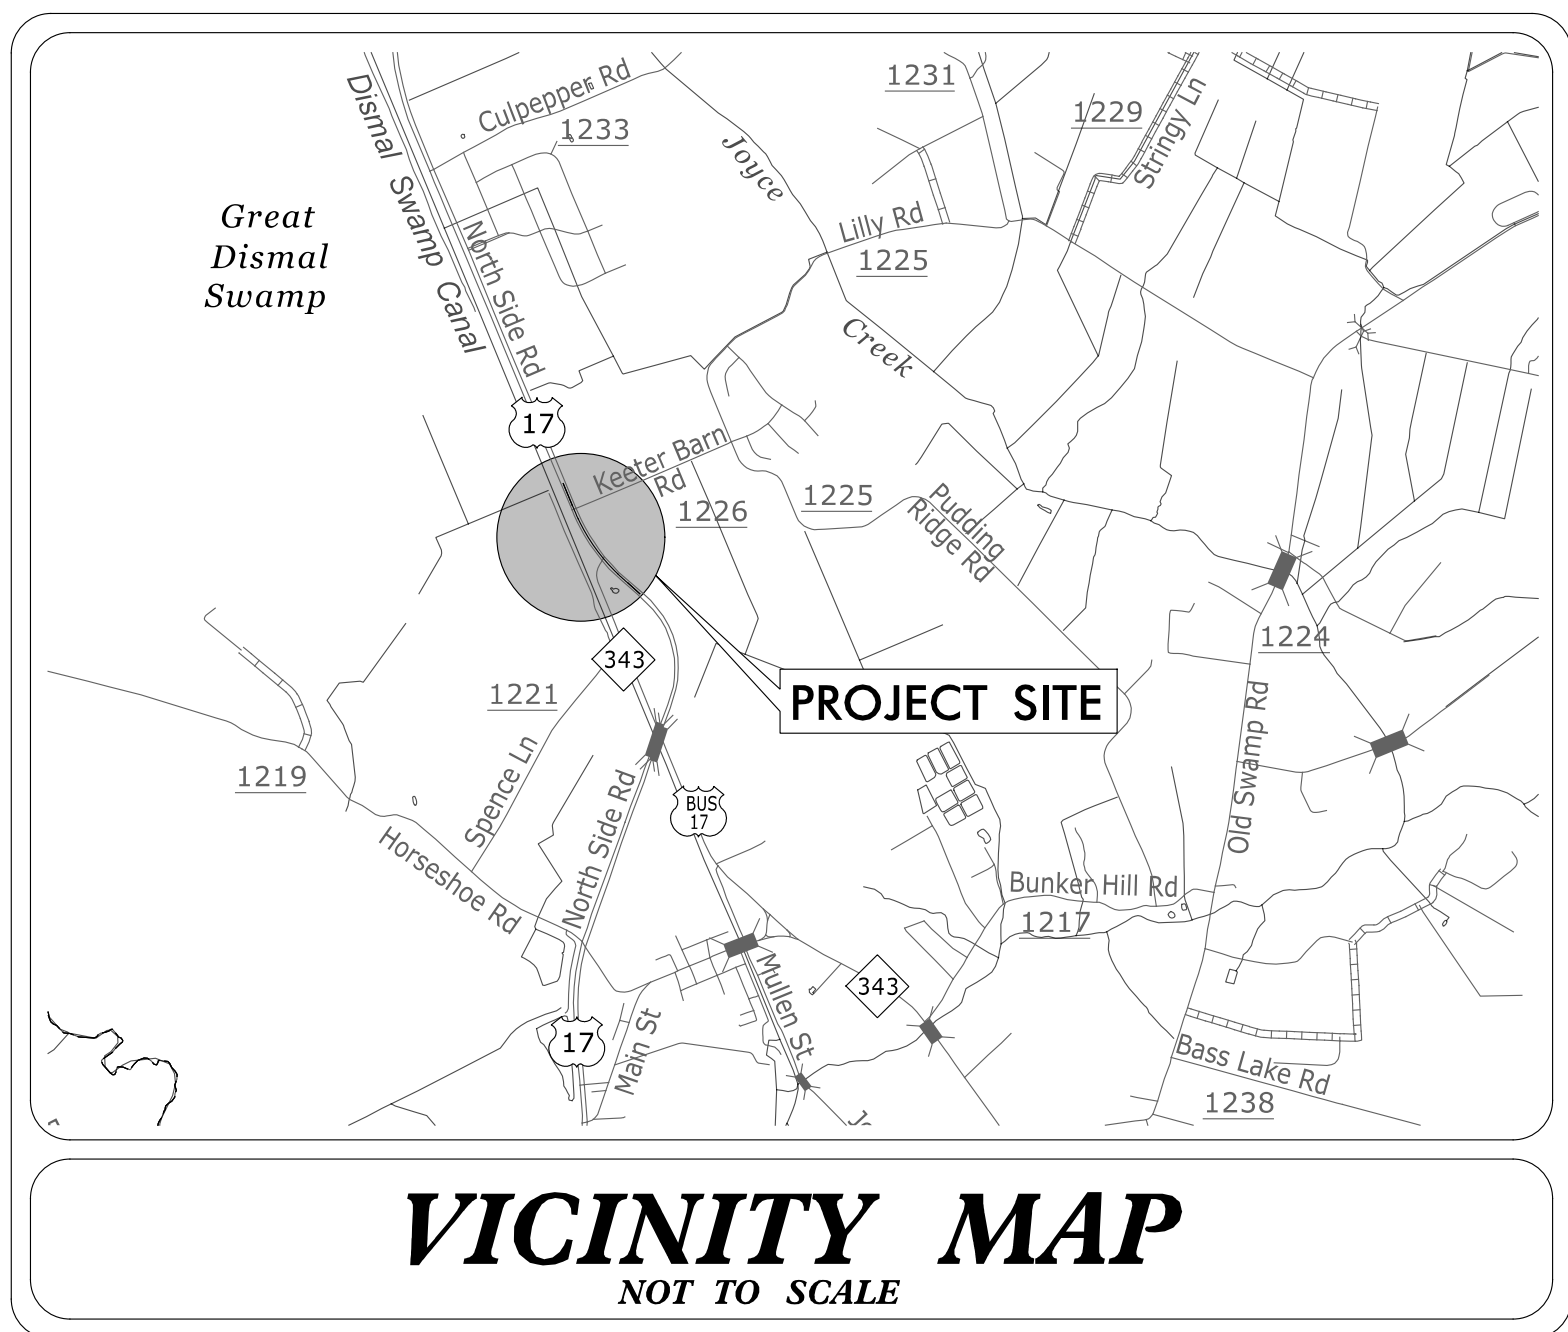 Dismal Swamp Canal
Culpepper Rd
1233
Joyce
1231
1229
Stringy Ln
Great
Dismal
Swamp
North Side Rd
Lilly Rd
1225
Creek
17
Keeter Barn
Rd
1226
1225
Pudding
Ridge Rd
343
1224
1221
PROJECT SITE
1219
Spence Ln
North Side Rd
BUS
17
Old Swamp Rd
Horseshoe Rd
Bunker Hill Rd
1217
Mullen St
343
17
Main St
Bass Lake Rd
1238
VICINITY MAP
NOT TO SCALE